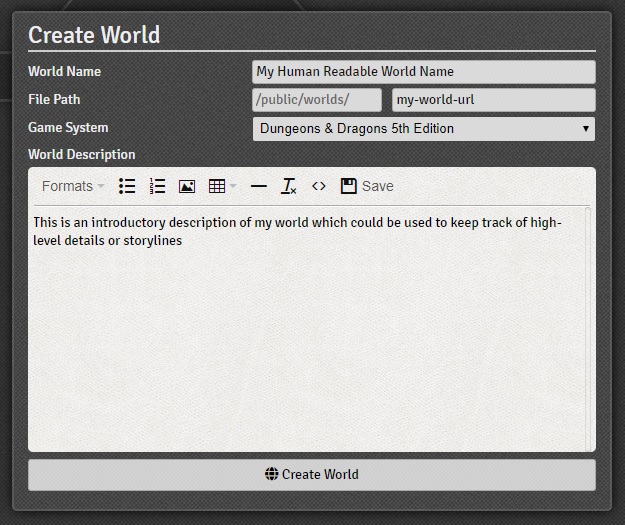 Create World
World Name
My Human Readable World Name
File Path
/public/worlds/
my-world-url
Game System
Dungeons & Dragons 5th Edition
World Description
Formats
Save
This is an introductory description of my world which could be used to keep track of high-
level details or storylines
Create World